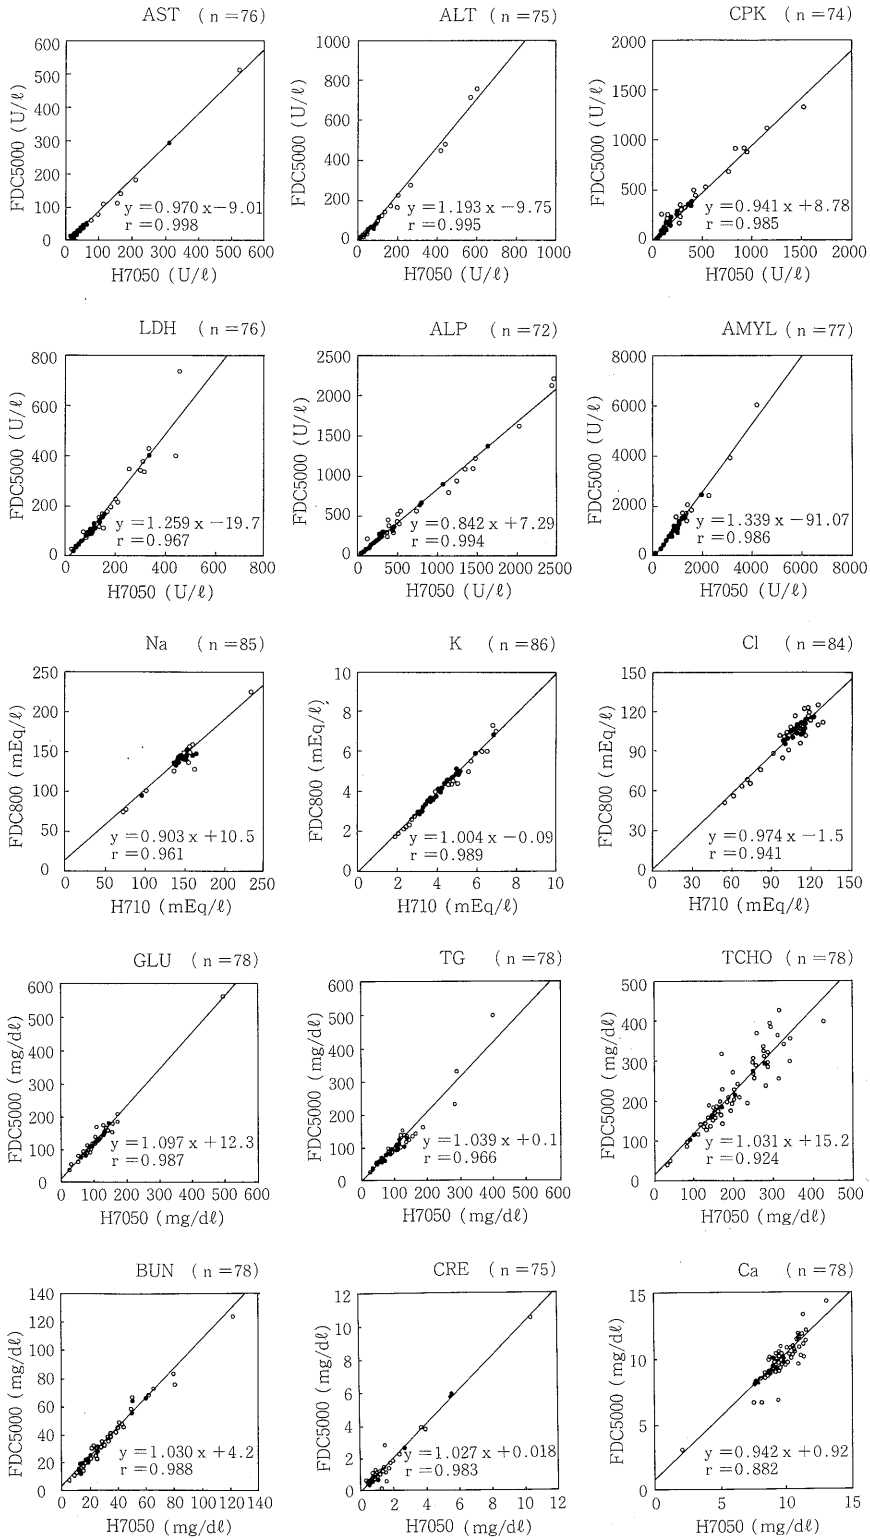 AST (n=76)
FDC5000 (U/ℓ)
600
500
400
300
200
100
0
y=0.970x−9.01
r=0.998
0 100 200 300 400 500 600
H7050 (U/ℓ)
ALT (n=75)
FDC5000 (U/ℓ)
1000
800
600
400
200
0
y=1.193x−9.75
r=0.995
0 200 400 600 800 1000
H7050 (U/ℓ)
CPK (n=74)
FDC5000 (U/ℓ)
2000
1500
1000
500
0
y=0.941x+8.78
r=0.985
0 500 1000 1500 2000
H7050 (U/ℓ)
LDH (n=76)
FDC5000 (U/ℓ)
800
600
400
200
0
y=1.259x−19.7
r=0.967
0 200 400 600 800
H7050 (U/ℓ)
ALP (n=72)
FDC5000 (U/ℓ)
2500
2000
1500
1000
500
0
y=0.842x+7.29
r=0.994
0 500 1000 1500 2000 2500
H7050 (U/ℓ)
AMYL (n=77)
FDC5000 (U/ℓ)
8000
6000
4000
2000
0
y=1.339x−91.07
r=0.986
0 2000 4000 6000 8000
H7050 (U/ℓ)
Na (n=85)
FDC800 (mEq/ℓ)
250
200
150
100
50
0
y=0.903x+10.5
r=0.961
0 50 100 150 200 250
H710 (mEq/ℓ)
K (n=86)
FDC800 (mEq/ℓ)
10
8
6
4
2
0
y=1.004x−0.09
r=0.989
0 2 4 6 8 10
H710 (mEq/ℓ)
Cl (n=84)
FDC800 (mEq/ℓ)
150
120
90
60
30
0
y=0.974x−1.5
r=0.941
0 30 60 90 120 150
H710 (mEq/ℓ)
GLU (n=78)
FDC5000 (mg/dℓ)
600
500
400
300
200
100
0
y=1.097x+12.3
r=0.987
0 100 200 300 400 500 600
H7050 (mg/dℓ)
TG (n=78)
FDC5000 (mg/dℓ)
600
500
400
300
200
100
0
y=1.039x+0.1
r=0.966
0 100 200 300 400 500 600
H7050 (mg/dℓ)
TCHO (n=78)
FDC5000 (mg/dℓ)
500
400
300
200
100
0
y=1.031x+15.2
r=0.924
0 100 200 300 400 500
H7050 (mg/dℓ)
BUN (n=78)
FDC5000 (mg/dℓ)
140
120
100
80
60
40
20
0
y=1.030x+4.2
r=0.988
0 20 40 60 80 100 120 140
H7050 (mg/dℓ)
CRE (n=75)
FDC5000 (mg/dℓ)
12
10
8
6
4
2
0
y=1.027x+0.018
r=0.983
0 2 4 6 8 10 12
H7050 (mg/dℓ)
Ca (n=78)
FDC5000 (mg/dℓ)
15
10
5
0
y=0.942x+0.92
r=0.882
0 5 10 15
H7050 (mg/dℓ)